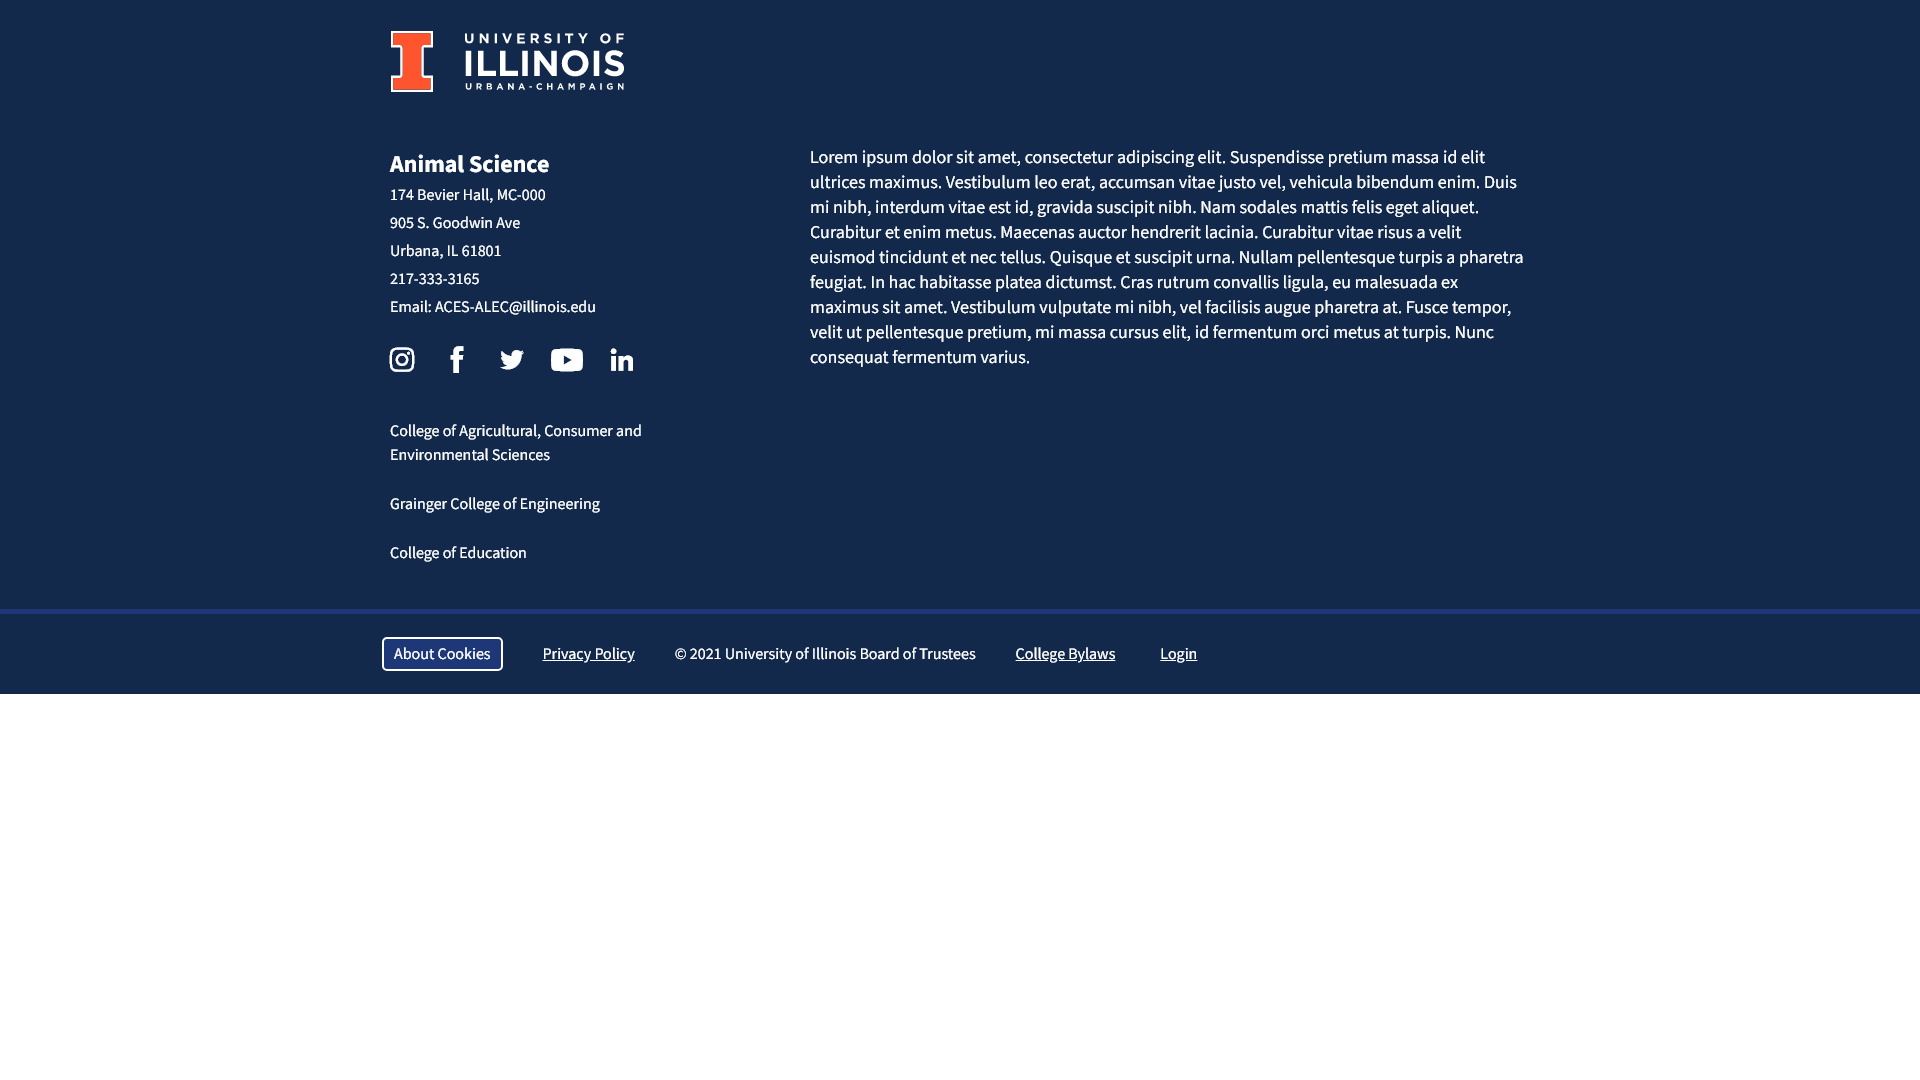 UNIVERSITY OF
ILLINOIS
URBANA-CHAMPAIGN
Animal Science
174 Bevier Hall, MC-000
905 S. Goodwin Ave
Urbana, IL 61801
217-333-3165
Email: ACES-ALEC@illinois.edu
College of Agricultural, Consumer and
Environmental Sciences
Grainger College of Engineering
College of Education
Lorem ipsum dolor sit amet, consectetur adipiscing elit. Suspendisse pretium massa id elit
ultrices maximus. Vestibulum leo erat, accumsan vitae justo vel, vehicula bibendum enim. Duis
mi nibh, interdum vitae est id, gravida suscipit nibh. Nam sodales mattis felis eget aliquet.
Curabitur et enim metus. Maecenas auctor hendrerit lacinia. Curabitur vitae risus a velit
euismod tincidunt et nec tellus. Quisque et suscipit urna. Nullam pellentesque turpis a pharetra
feugiat. In hac habitasse platea dictumst. Cras rutrum convallis ligula, eu malesuada ex
maximus sit amet. Vestibulum vulputate mi nibh, vel facilisis augue pharetra at. Fusce tempor,
velit ut pellentesque pretium, mi massa cursus elit, id fermentum orci metus at turpis. Nunc
consequat fermentum varius.
About Cookies
Privacy Policy
© 2021 University of Illinois Board of Trustees
College Bylaws
Login